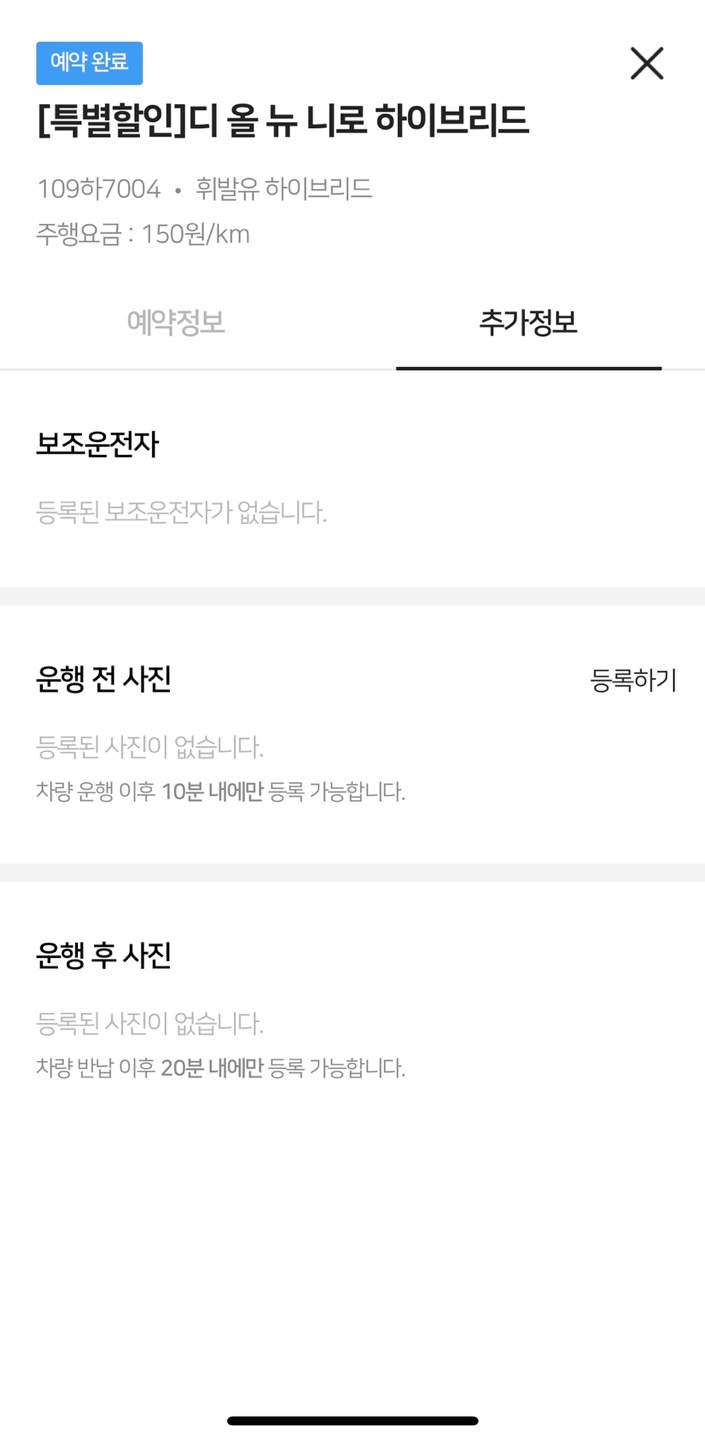 예약 완료
[특별할인]디 올 뉴 니로 하이브리드
109하7004 • 휘발유 하이브리드
주행요금 : 150원/km
예약정보
추가정보
보조운전자
등록된 보조운전자가 없습니다.
운행 전 사진
등록하기
등록된 사진이 없습니다.
차량 운행 이후 10분 내에만 등록 가능합니다.
운행 후 사진
등록된 사진이 없습니다.
차량 반납 이후 20분 내에만 등록 가능합니다.